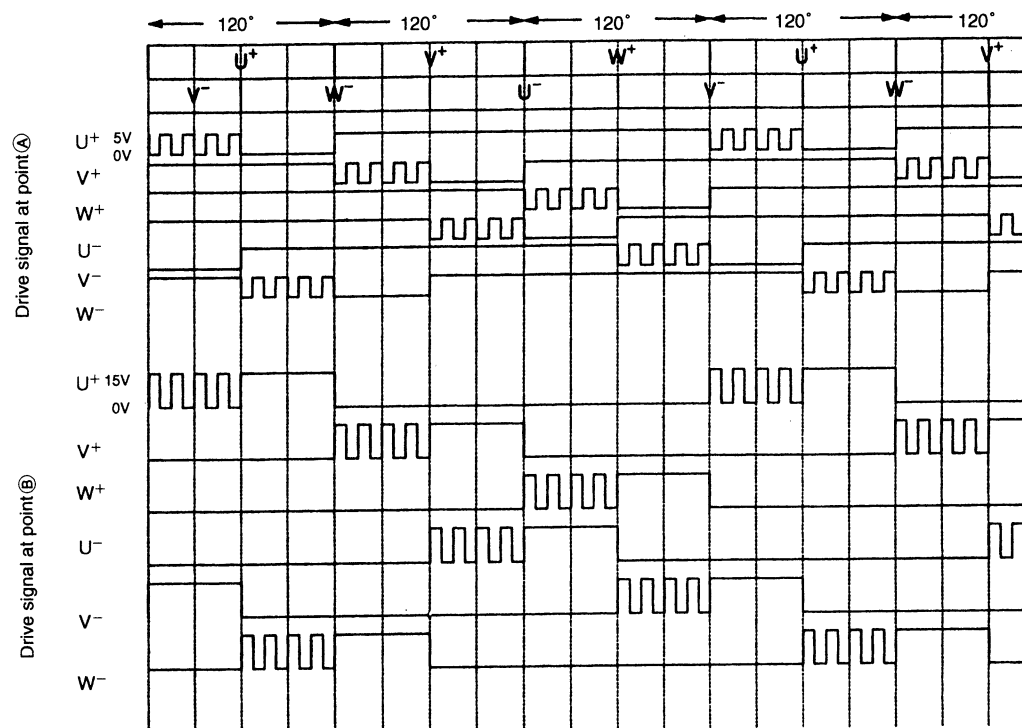 120° 120° 120° 120° 120°
U⁺ V⁺ W⁺ U⁺ V⁺
V⁻ W⁻ U⁻ V⁻ W⁻
Drive signal at point Ⓐ
U⁺ 5V
0V
V⁺
W⁺
U⁻
V⁻
W⁻
Drive signal at point Ⓑ
U⁺ 15V
0V
V⁺
W⁺
U⁻
V⁻
W⁻